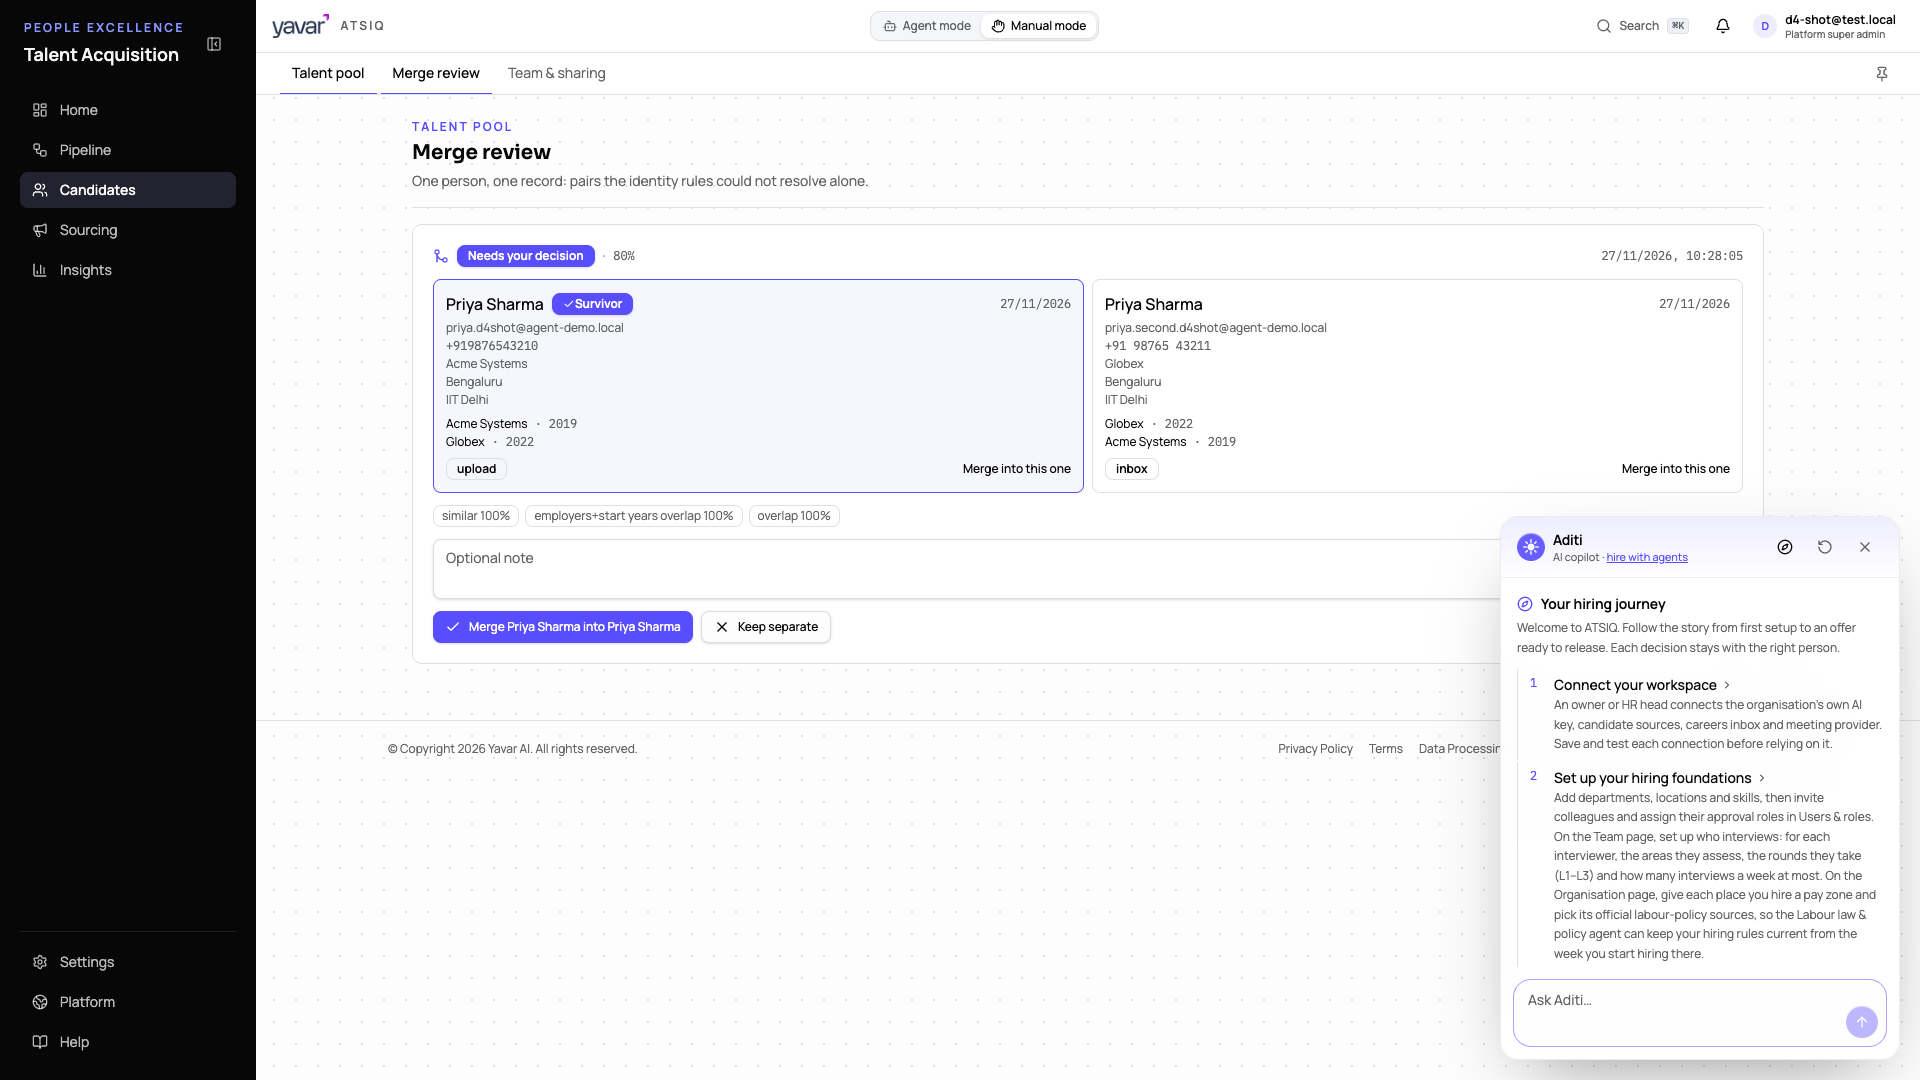 PEOPLE EXCELLENCE
Talent Acquisition
Home
Pipeline
Candidates
Sourcing
Insights
Settings
Platform
Help
yavar ATSIQ
Agent mode
Manual mode
Search ⌘K
D
d4-shot@test.local
Platform super admin
Talent pool
Merge review
Team & sharing
TALENT POOL
Merge review
One person, one record: pairs the identity rules could not resolve alone.
Needs your decision · 80%
27/11/2026, 10:28:05
Priya Sharma
Survivor
27/11/2026
priya.d4shot@agent-demo.local
+919876543210
Acme Systems
Bengaluru
IIT Delhi
Acme Systems · 2019
Globex · 2022
upload
Merge into this one
Priya Sharma
27/11/2026
priya.second.d4shot@agent-demo.local
+91 98765 43211
Globex
Bengaluru
IIT Delhi
Globex · 2022
Acme Systems · 2019
inbox
Merge into this one
similar 100%
employers+start years overlap 100%
overlap 100%
Optional note
Merge Priya Sharma into Priya Sharma
Keep separate
© Copyright 2026 Yavar AI. All rights reserved.
Privacy Policy
Terms
Data Processin
Aditi
AI copilot · hire with agents
Your hiring journey
Welcome to ATSIQ. Follow the story from first setup to an offer
ready to release. Each decision stays with the right person.
1
Connect your workspace
An owner or HR head connects the organisation's own AI
key, candidate sources, careers inbox and meeting provider.
Save and test each connection before relying on it.
2
Set up your hiring foundations
Add departments, locations and skills, then invite
colleagues and assign their approval roles in Users & roles.
On the Team page, set up who interviews: for each
interviewer, the areas they assess, the rounds they take
(L1–L3) and how many interviews a week at most. On the
Organisation page, give each place you hire a pay zone and
pick its official labour-policy sources, so the Labour law &
policy agent can keep your hiring rules current from the
week you start hiring there.
Ask Aditi…